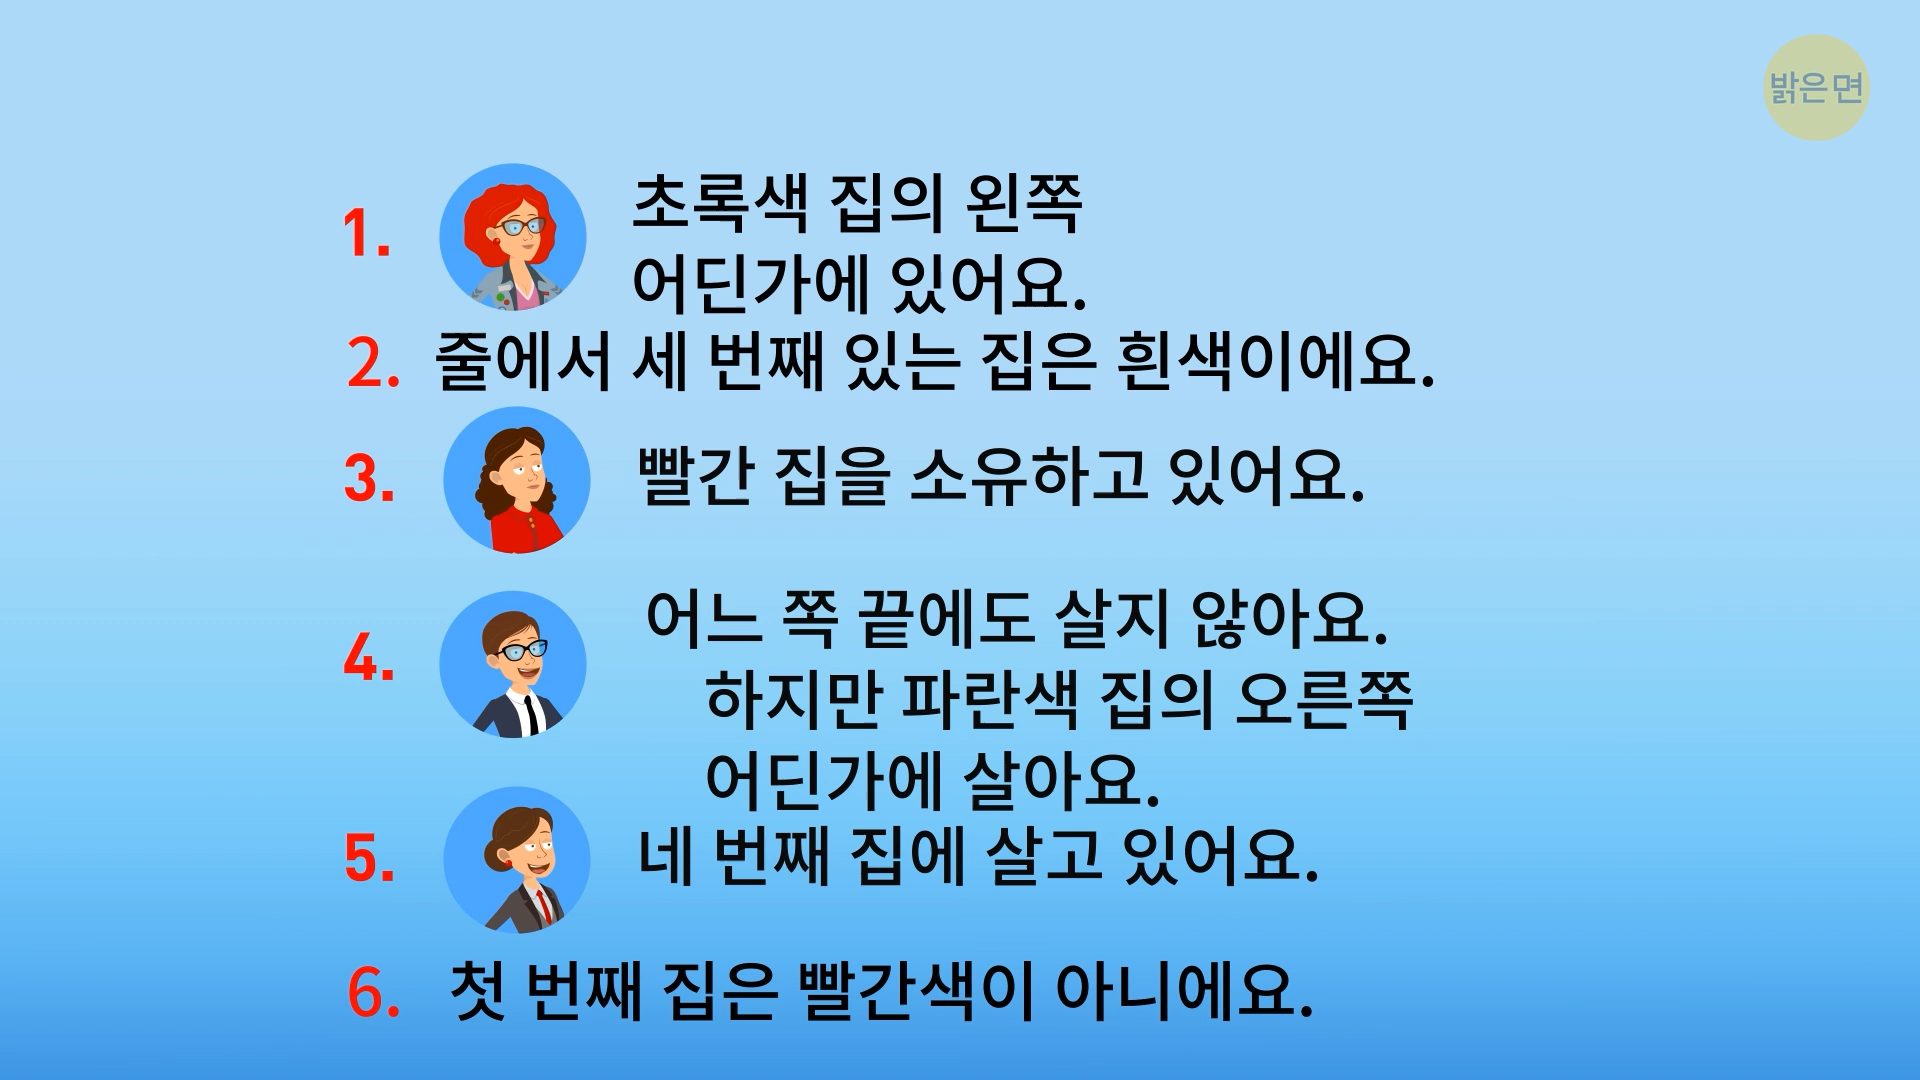 밝은면
1. 초록색 집의 왼쪽
어딘가에 있어요.
2. 줄에서 세 번째 있는 집은 흰색이에요.
3. 빨간 집을 소유하고 있어요.
4. 어느 쪽 끝에도 살지 않아요.
하지만 파란색 집의 오른쪽
어딘가에 살아요.
5. 네 번째 집에 살고 있어요.
6. 첫 번째 집은 빨간색이 아니에요.